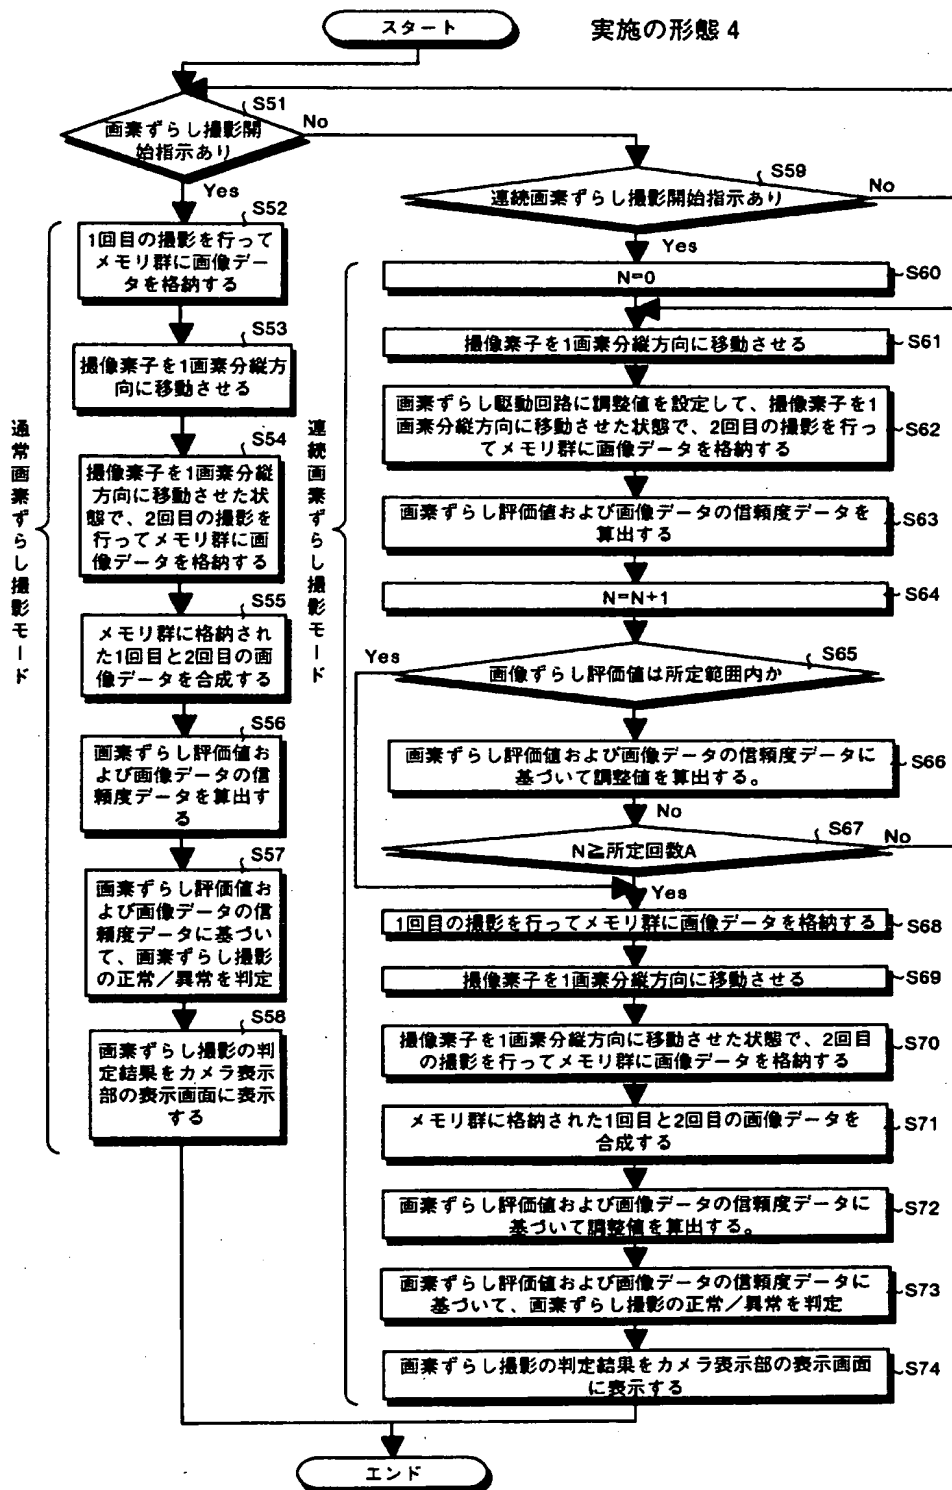 スタート
実施の形態4
S51
画素ずらし撮影開
始指示あり
No
Yes
S59
連続画素ずらし撮影開始指示あり
No
Yes
通常画素ずらし撮影モード
S52
1回目の撮影を行って
メモリ群に画像デー
タを格納する
S53
撮像素子を1画素分縦方
向に移動させる
S54
撮像素子を1画素分縦
方向に移動させた状
態で、2回目の撮影を
行ってメモリ群に画
像データを格納する
S55
メモリ群に格納され
た1回目と2回目の画
像データを合成する
S56
画素ずらし評価値お
よび画像データの信
頼度データを算出す
る
S57
画素ずらし評価値お
よび画像データの信
頼度データに基づい
て、画素ずらし撮影
の正常/異常を判定
S58
画素ずらし撮影の判
定結果をカメラ表示
部の表示画面に表示
する
連続画素ずらし撮影モード
N=0
S60
撮像素子を1画素分縦方向に移動させる
S61
画素ずらし駆動回路に調整値を設定して、撮像素子を1
画素分縦方向に移動させた状態で、2回目の撮影を行っ
てメモリ群に画像データを格納する
S62
画素ずらし評価値および画像データの信頼度データを
算出する
S63
N=N+1
S64
Yes
S65
画像ずらし評価値は所定範囲内か
画素ずらし評価値および画像データの信頼度データに
基づいて調整値を算出する。
S66
No
S67
N≧所定回数A
No
Yes
1回目の撮影を行ってメモリ群に画像データを格納する
S68
撮像素子を1画素分縦方向に移動させる
S69
撮像素子を1画素分縦方向に移動させた状態で、2回目
の撮影を行ってメモリ群に画像データを格納する
S70
メモリ群に格納された1回目と2回目の画像データを
合成する
S71
画素ずらし評価値および画像データの信頼度データに
基づいて調整値を算出する。
S72
画素ずらし評価値および画像データの信頼度データに
基づいて、画素ずらし撮影の正常/異常を判定
S73
画素ずらし撮影の判定結果をカメラ表示部の表示画面
に表示する
S74
エンド